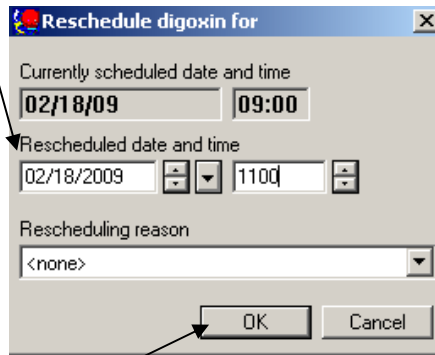 Reschedule digoxin for
Currently scheduled date and time
02/18/09 09:00
Rescheduled date and time
02/18/2009 1100
Rescheduling reason
<none>
OK Cancel